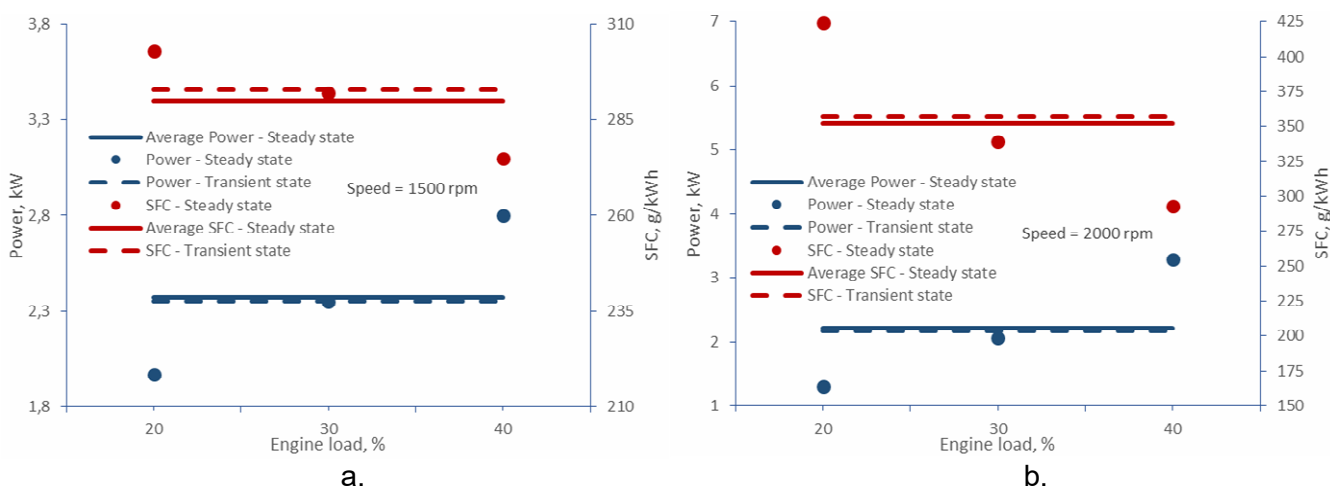 3,8
3,3
2,8
2,3
1,8
Power, kW
310
285
260
235
210
SFC, g/kWh
Average Power - Steady state
Power - Steady state
Power - Transient state
SFC - Steady state
Average SFC - Steady state
SFC - Transient state
Speed = 1500 rpm
20 30 40
Engine load, %
a.
7
6
5
4
3
2
1
Power, kW
425
400
375
350
325
300
275
250
225
200
175
150
SFC, g/kWh
Average Power - Steady state
Power - Steady state
Power - Transient state
SFC - Steady state
Average SFC - Steady state
SFC - Transient state
Speed = 2000 rpm
20 30 40
Engine load, %
b.